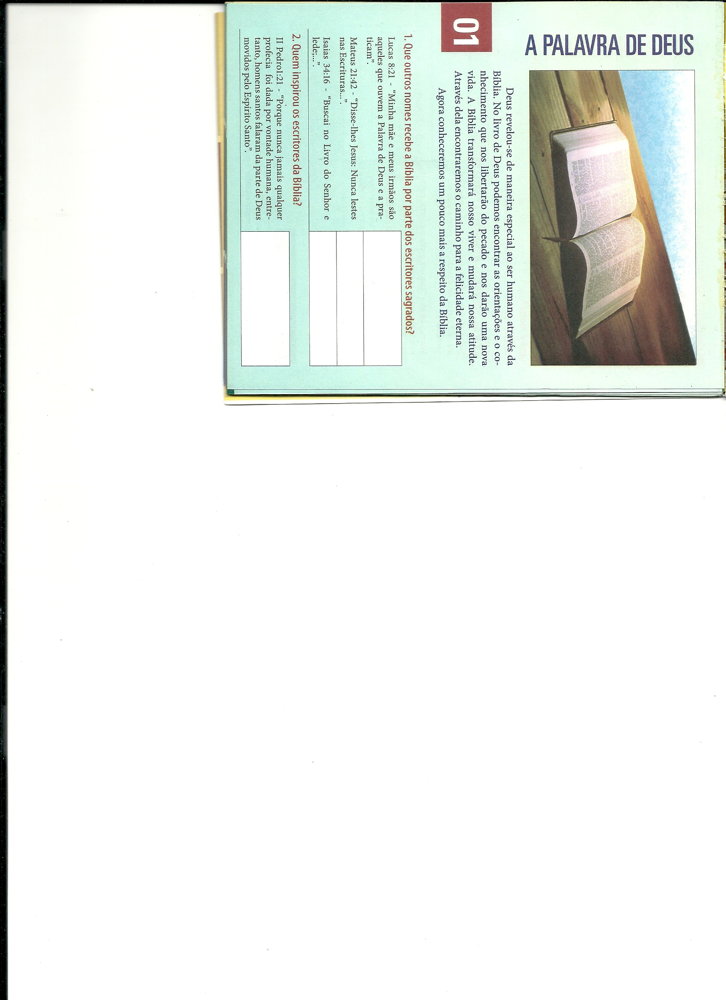 A PALAVRA DE DEUS
01
Deus revelou-se de maneira especial ao ser humano através da
Bíblia. No livro de Deus podemos encontrar as orientações e o co-
nhecimento que nos libertarão do pecado e nos darão uma nova
vida. A Bíblia transformará nosso viver e mudará nossa atitude.
Através dela encontraremos o caminho para a felicidade eterna.
Agora conheceremos um pouco mais a respeito da Bíblia.
1. Que outros nomes recebe a Bíblia por parte dos escritores sagrados?
Lucas 8:21 - “Minha mãe e meus irmãos são
aqueles que ouvem a Palavra de Deus e a pra-
ticam”.
Mateus 21:42 - “Disse-lhes Jesus: Nunca lestes
nas Escrituras...”.
Isaias 34:16 - “Buscai no Livro do Senhor e
lede;...”.
2. Quem inspirou os escritores da Bíblia?
II Pedro1:21 - “Porque nunca jamais qualquer
profecia foi dada por vontade humana, entre-
tanto, homens santos falaram da parte de Deus
movidos pelo Espírito Santo”.